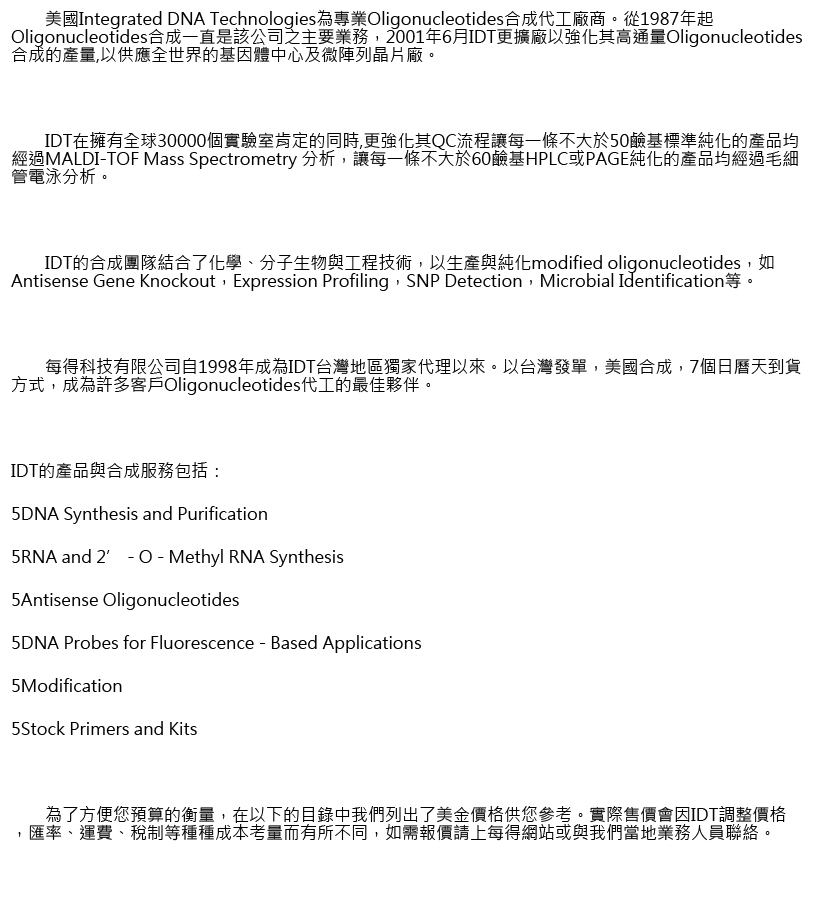 美國Integrated DNA Technologies為專業Oligonucleotides合成代工廠商。從1987年起
Oligonucleotides合成一直是該公司之主要業務，2001年6月IDT更擴廠以強化其高通量Oligonucleotides
合成的產量,以供應全世界的基因體中心及微陣列晶片廠。
IDT在擁有全球30000個實驗室肯定的同時,更強化其QC流程讓每一條不大於50鹼基標準純化的產品均
經過MALDI-TOF Mass Spectrometry 分析，讓每一條不大於60鹼基HPLC或PAGE純化的產品均經過毛細
管電泳分析。
IDT的合成團隊結合了化學、分子生物與工程技術，以生產與純化modified oligonucleotides，如
Antisense Gene Knockout，Expression Profiling，SNP Detection，Microbial Identification等。
每得科技有限公司自1998年成為IDT台灣地區獨家代理以來。以台灣發單，美國合成，7個日曆天到貨
方式，成為許多客戶Oligonucleotides代工的最佳夥伴。
IDT的產品與合成服務包括：
5DNA Synthesis and Purification
5RNA and 2′ - O - Methyl RNA Synthesis
5Antisense Oligonucleotides
5DNA Probes for Fluorescence - Based Applications
5Modification
5Stock Primers and Kits
為了方便您預算的衡量，在以下的目錄中我們列出了美金價格供您參考。實際售價會因IDT調整價格
，匯率、運費、稅制等種種成本考量而有所不同，如需報價請上每得網站或與我們當地業務人員聯絡。